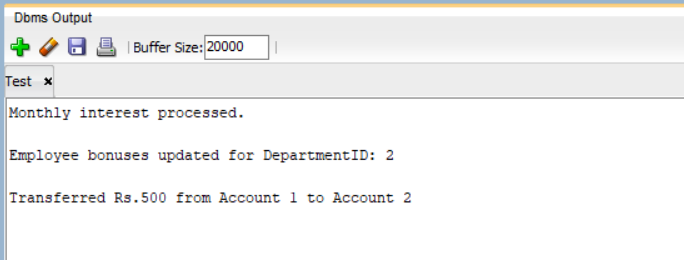 Dbms Output
Buffer Size: 20000
Test
Monthly interest processed.
Employee bonuses updated for DepartmentID: 2
Transferred Rs.500 from Account 1 to Account 2